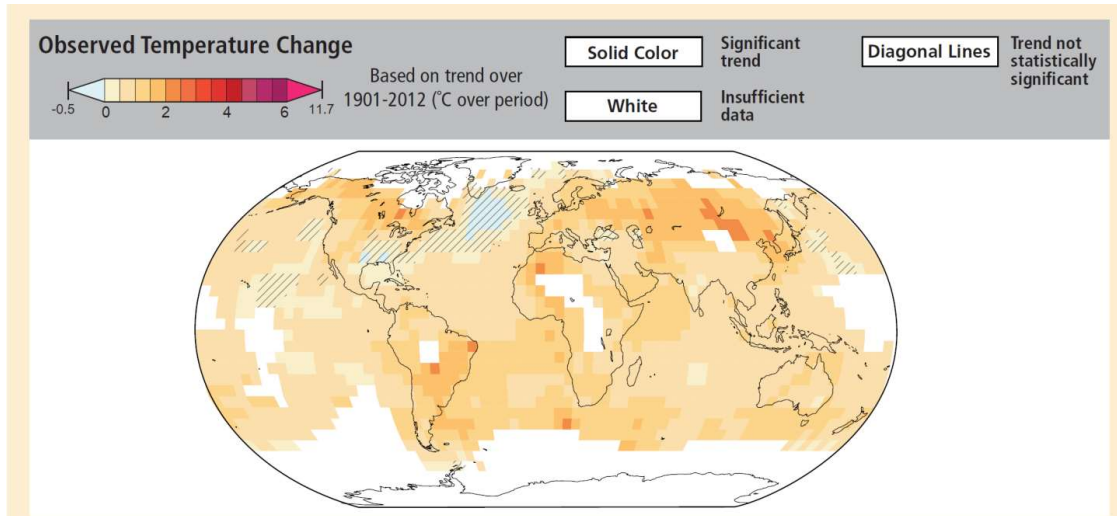 Observed Temperature Change
-0.5 0 2 4 6 11.7
Based on trend over
1901-2012 (˚C over period)
Solid Color
Significant
trend
White
Insufficient
data
Diagonal Lines
Trend not
statistically
significant